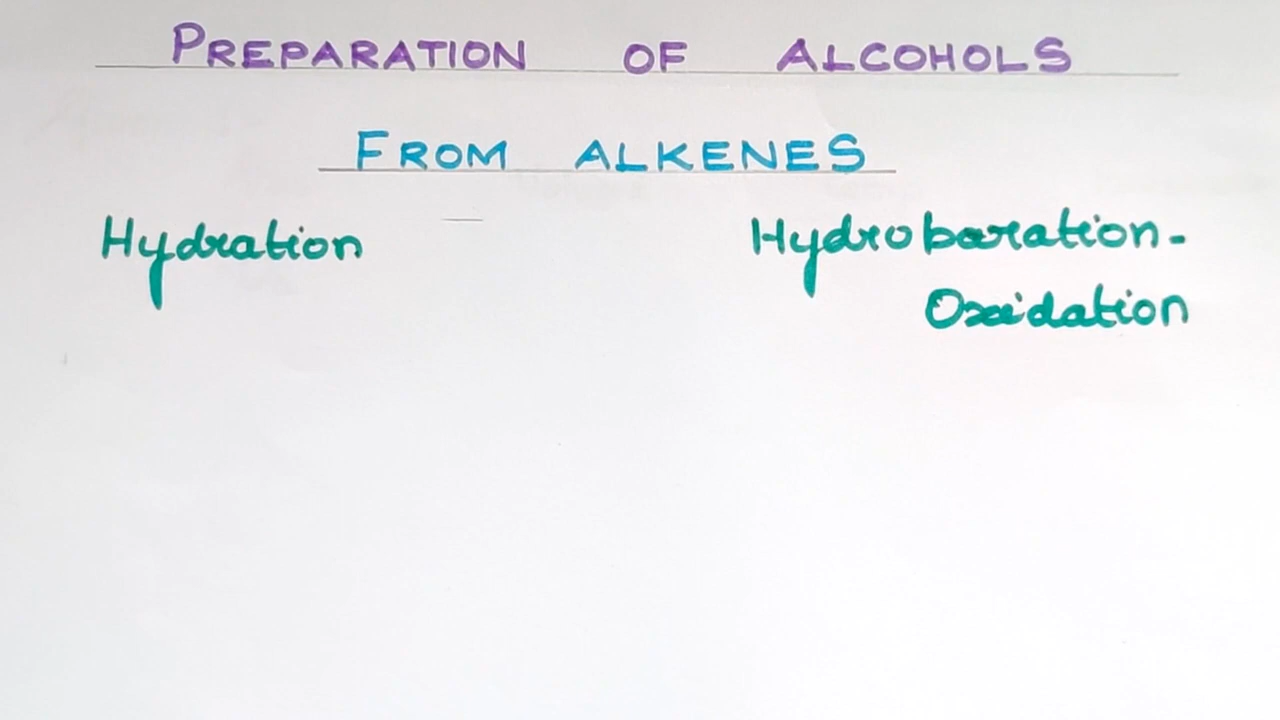 PREPARATION OF ALCOHOLS
FROM ALKENES
Hydration
Hydroboration-
Oxidation